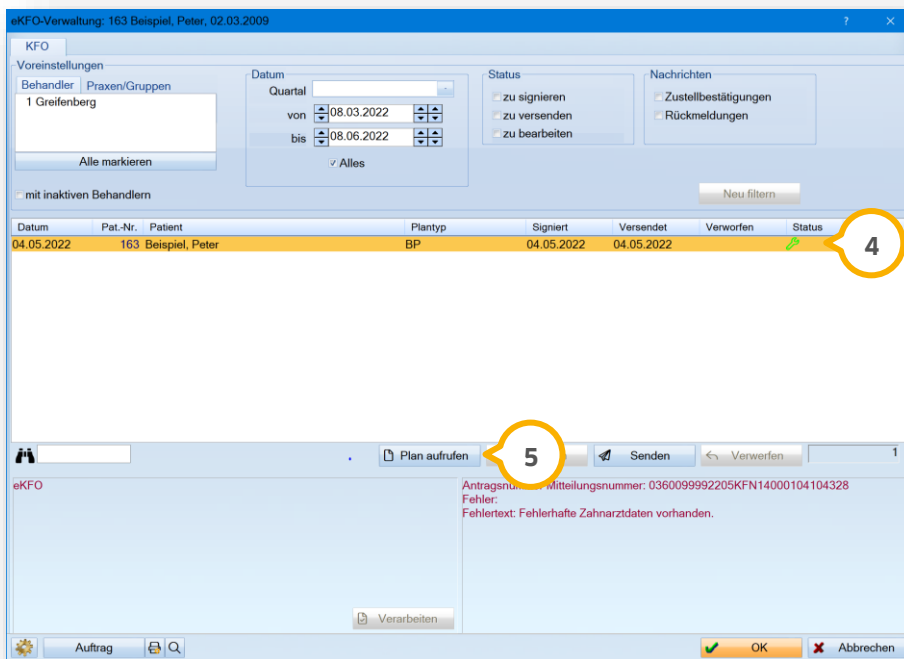 eKFO-Verwaltung: 163 Beispiel, Peter, 02.03.2009
?
KFO
Voreinstellungen
Behandler Praxen/Gruppen
1 Greifenberg
Alle markieren
mit inaktiven Behandlern
Datum
Quartal
von 08.03.2022
bis 08.06.2022
Alles
Status
zu signieren
zu versenden
zu bearbeiten
Nachrichten
Zustellbestätigungen
Rückmeldungen
Neu filtern
Datum Pat.-Nr. Patient Plantyp Signiert Versendet Verworfen Status
04.05.2022 163 Beispiel, Peter BP 04.05.2022 04.05.2022
4
Plan aufrufen
5
Senden
Verwerfen
1
eKFO
Mitteilungsnummer: 0360099992205KFN14000104104328
Fehler:
Fehlertext: Fehlerhafte Zahnarztdaten vorhanden.
Verarbeiten
Auftrag
OK
Abbrechen